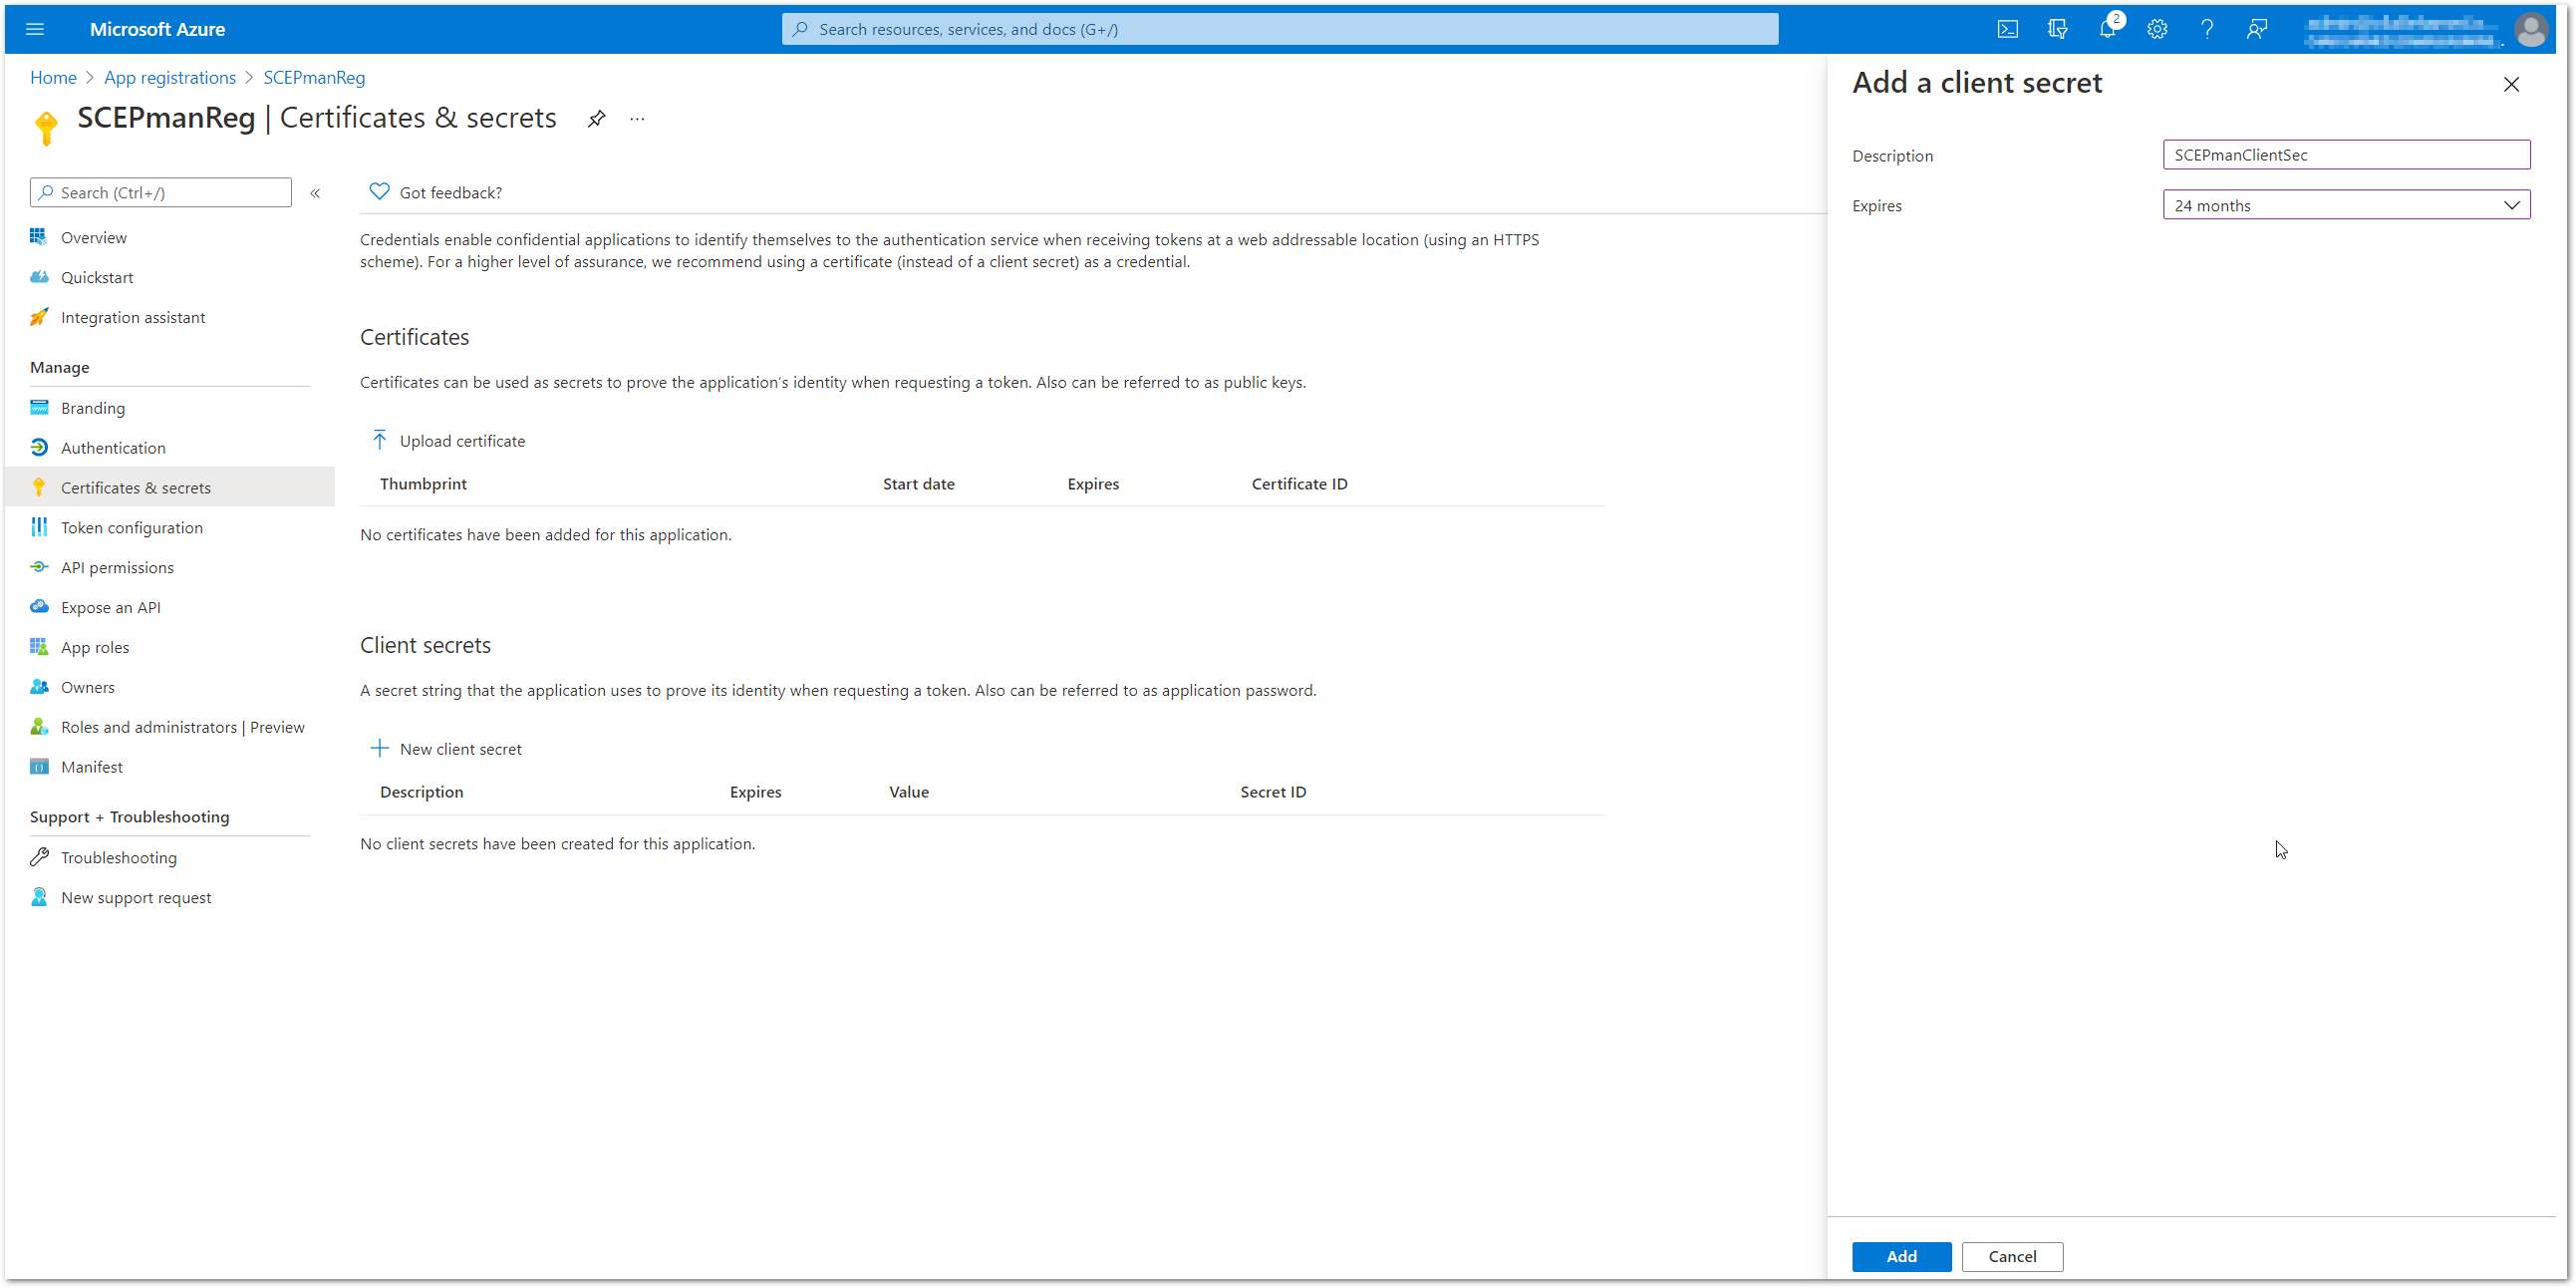 Microsoft Azure
Search resources, services, and docs (G+/)
2
Home > App registrations > SCEPmanReg
SCEPmanReg | Certificates & secrets
Search (Ctrl+/)
Overview
Quickstart
Integration assistant
Manage
Branding
Authentication
Certificates & secrets
Token configuration
API permissions
Expose an API
App roles
Owners
Roles and administrators | Preview
Manifest
Support + Troubleshooting
Troubleshooting
New support request
Got feedback?
Credentials enable confidential applications to identify themselves to the authentication service when receiving tokens at a web addressable location (using an HTTPS
scheme). For a higher level of assurance, we recommend using a certificate (instead of a client secret) as a credential.
Certificates
Certificates can be used as secrets to prove the application's identity when requesting a token. Also can be referred to as public keys.
Upload certificate
Thumbprint Start date Expires Certificate ID
No certificates have been added for this application.
Client secrets
A secret string that the application uses to prove its identity when requesting a token. Also can be referred to as application password.
New client secret
Description Expires Value Secret ID
No client secrets have been created for this application.
Add a client secret
Description SCEPmanClientSec
Expires 24 months
Add Cancel